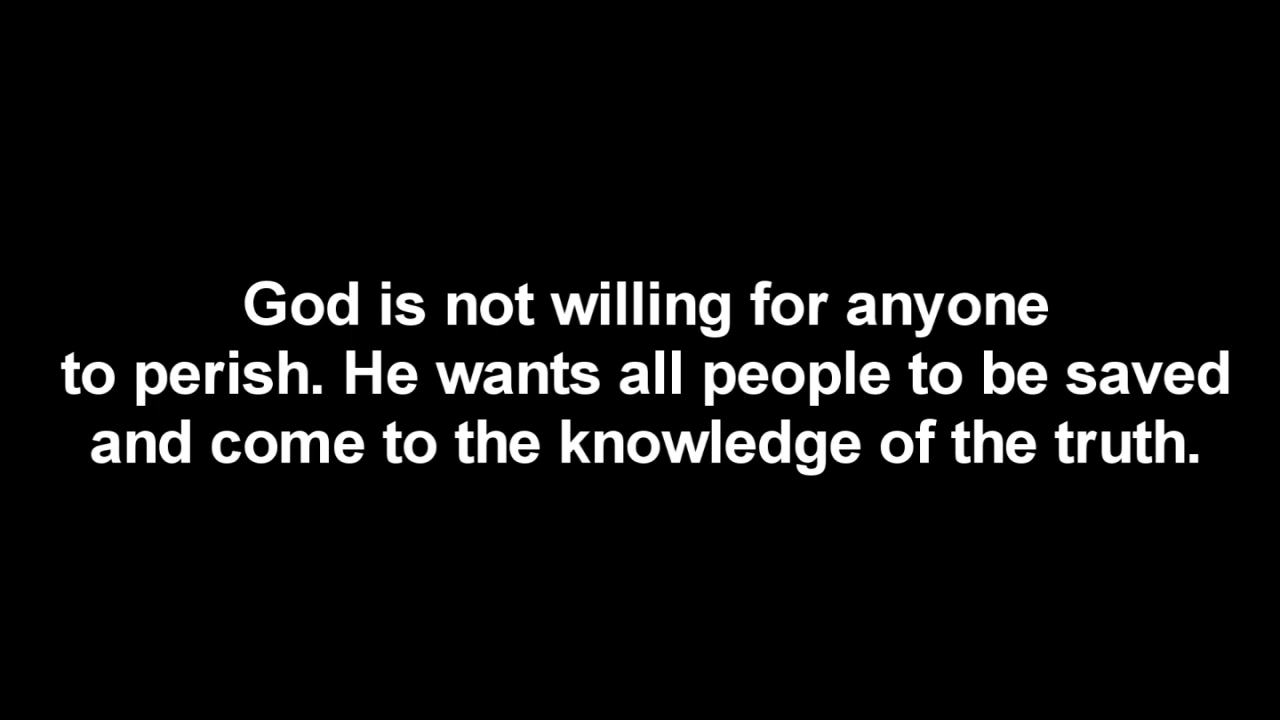 God is not willing for anyone
to perish. He wants all people to be saved
and come to the knowledge of the truth.